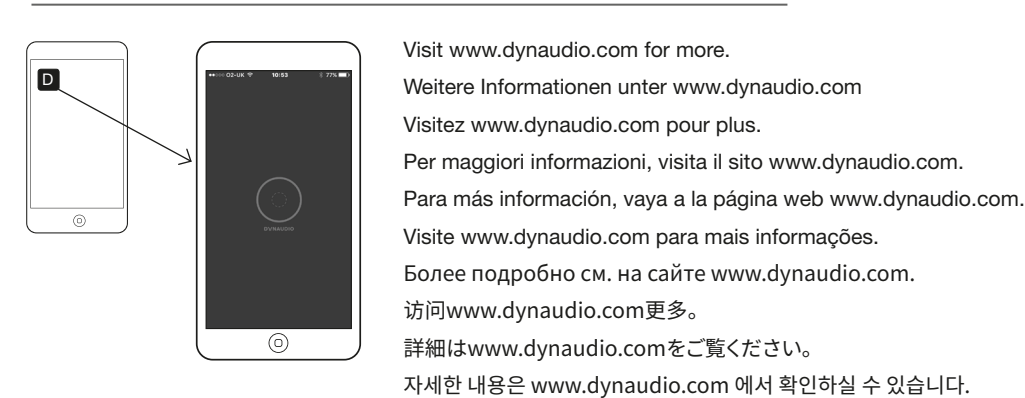 D
O2-UK 10:53 77%
DYNAUDIO
Visit www.dynaudio.com for more.
Weitere Informationen unter www.dynaudio.com
Visitez www.dynaudio.com pour plus.
Per maggiori informazioni, visita il sito www.dynaudio.com.
Para más información, vaya a la página web www.dynaudio.com.
Visite www.dynaudio.com para mais informações.
Более подробно см. на сайте www.dynaudio.com.
访问www.dynaudio.com更多。
詳細はwww.dynaudio.comをご覧ください。
자세한 내용은 www.dynaudio.com 에서 확인하실 수 있습니다.